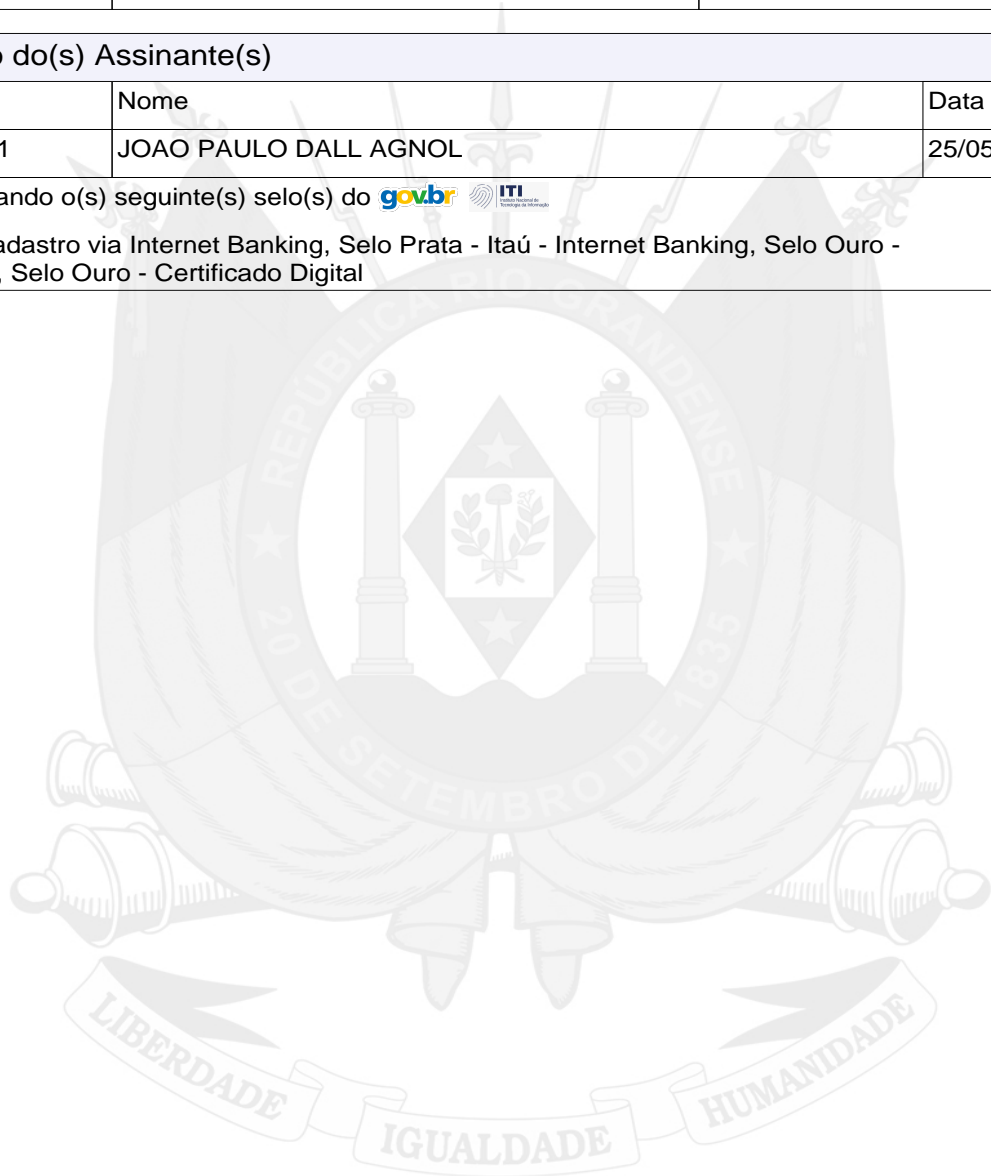 o do(s) Assinante(s)
Nome
Data
1
JOAO PAULO DALL AGNOL
25/05
ando o(s) seguinte(s) selo(s) do gov.br ITI
adastro via Internet Banking, Selo Prata - Itaú - Internet Banking, Selo Ouro -
, Selo Ouro - Certificado Digital
REPÚBLICA RIO GRANDENSE
20 DE SETEMBRO DE 1835
LIBERDADE
IGUALDADE
HUMANIDADE